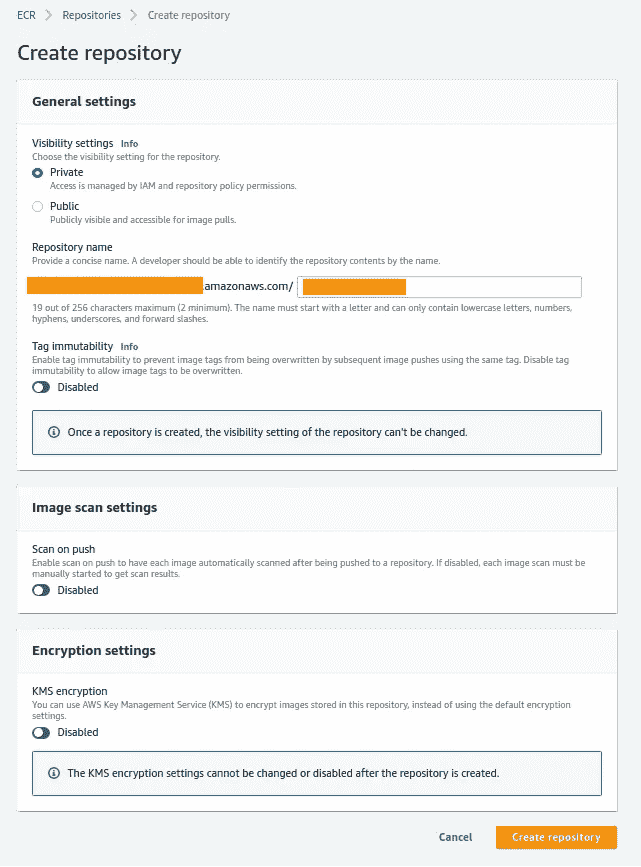 ECR > Repositories > Create repository
Create repository
General settings
Visibility settings Info
Choose the visibility setting for the repository.
Private
Access is managed by IAM and repository policy permissions.
Public
Publicly visible and accessible for image pulls.
Repository name
Provide a concise name. A developer should be able to identify the repository contents by the name.
amazonaws.com/
19 out of 256 characters maximum (2 minimum). The name must start with a letter and can only contain lowercase letters, numbers,
hyphens, underscores, and forward slashes.
Tag immutability Info
Enable tag immutability to prevent image tags from being overwritten by subsequent image pushes using the same tag. Disable tag
immutability to allow image tags to be overwritten.
Disabled
Once a repository is created, the visibility setting of the repository can't be changed.
Image scan settings
Scan on push
Enable scan on push to have each image automatically scanned after being pushed to a repository. If disabled, each image scan must be
manually started to get scan results.
Disabled
Encryption settings
KMS encryption
You can use AWS Key Management Service (KMS) to encrypt images stored in this repository, instead of using the default encryption
settings.
Disabled
The KMS encryption settings cannot be changed or disabled after the repository is created.
Cancel Create repository